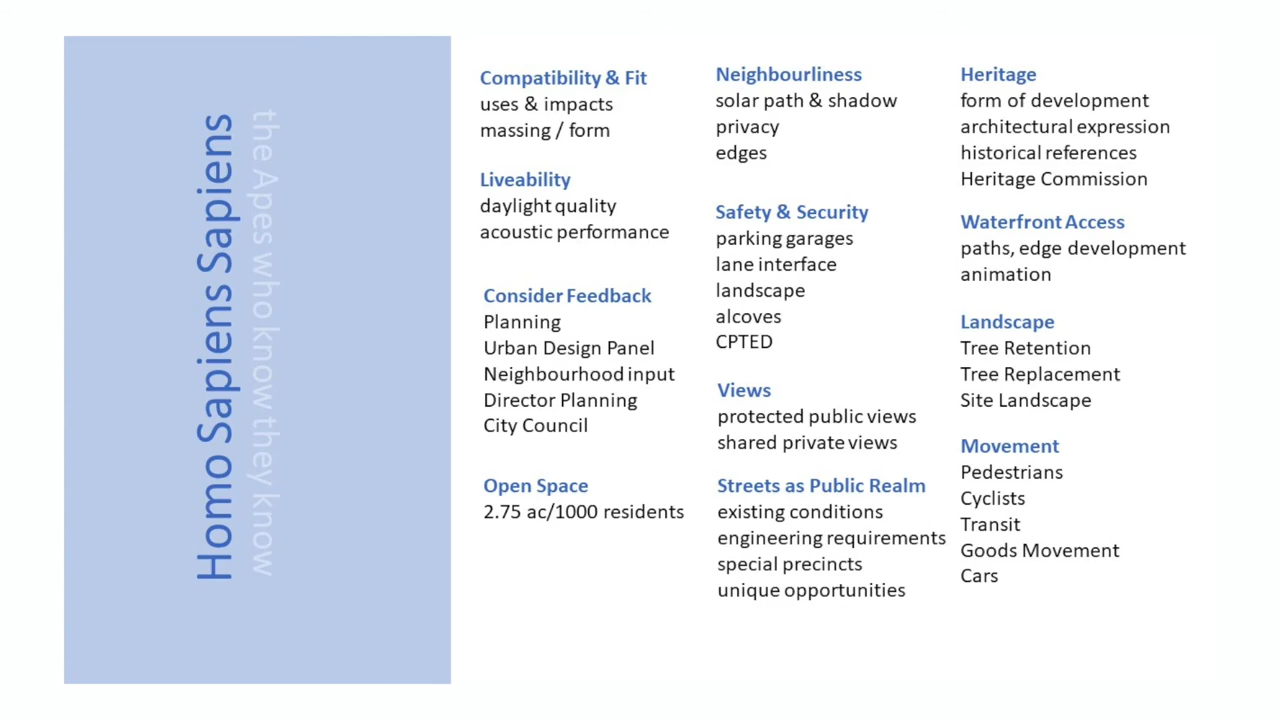 Homo Sapiens Sapiens
the Apes who know they know
Compatibility & Fit
uses & impacts
massing / form
Liveability
daylight quality
acoustic performance
Consider Feedback
Planning
Urban Design Panel
Neighbourhood input
Director Planning
City Council
Open Space
2.75 ac/1000 residents
Neighbourliness
solar path & shadow
privacy
edges
Safety & Security
parking garages
lane interface
landscape
alcoves
CPTED
Views
protected public views
shared private views
Streets as Public Realm
existing conditions
engineering requirements
special precincts
unique opportunities
Heritage
form of development
architectural expression
historical references
Heritage Commission
Waterfront Access
paths, edge development
animation
Landscape
Tree Retention
Tree Replacement
Site Landscape
Movement
Pedestrians
Cyclists
Transit
Goods Movement
Cars